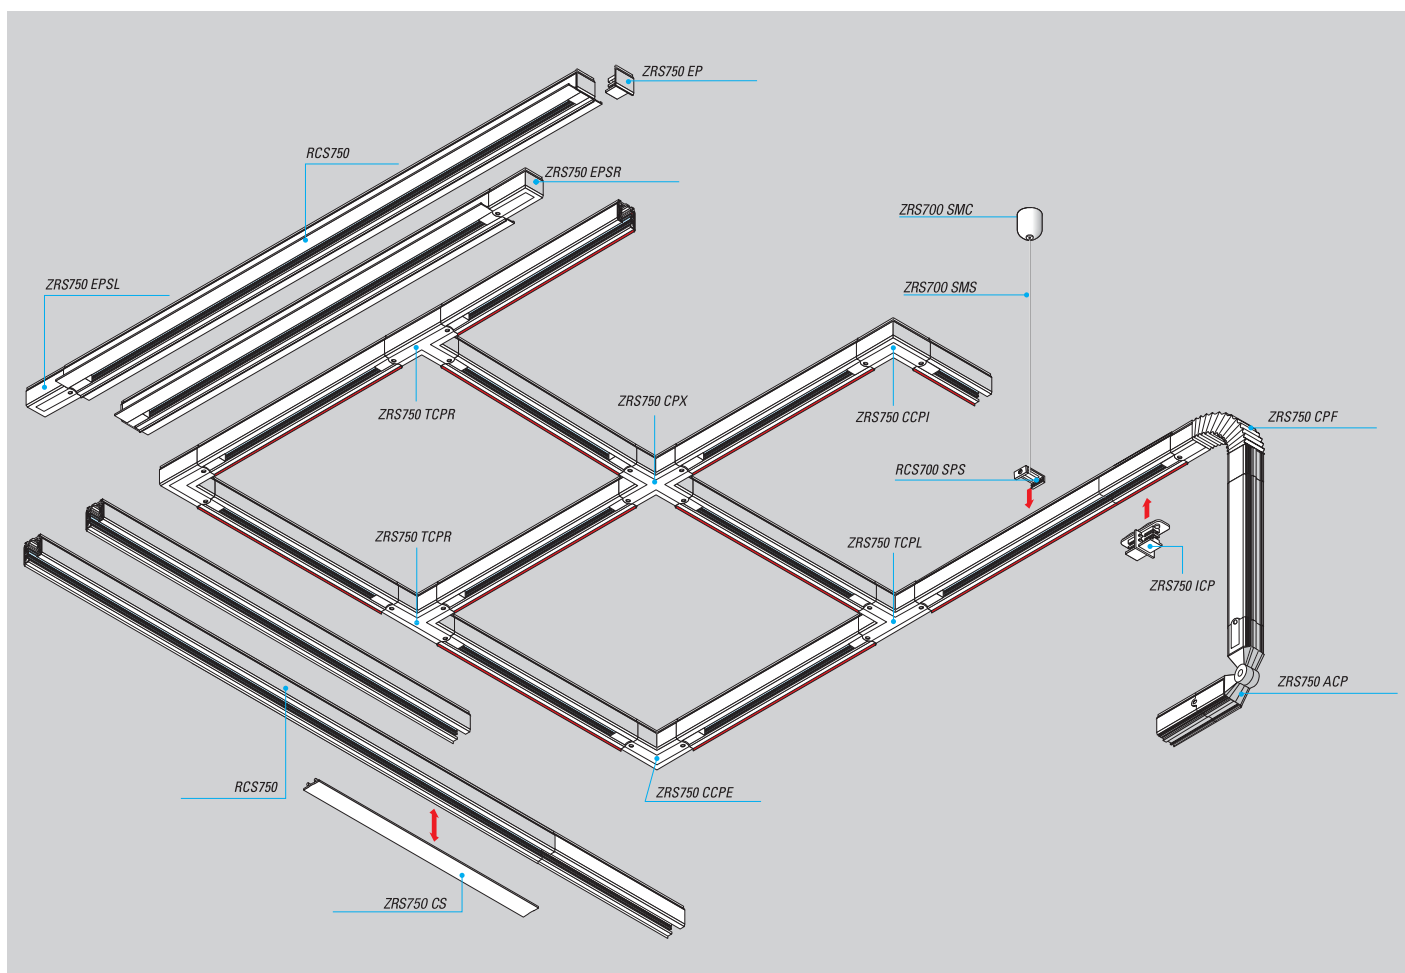 ZRS750 EP
RCS750
ZRS750 EPSR
ZRS700 SMC
ZRS750 EPSL
ZRS700 SMS
ZRS750 CPX
ZRS750 TCPR
ZRS750 CCPI
ZRS750 CPF
RCS700 SPS
ZRS750 TCPR
ZRS750 TCPL
ZRS750 ICP
ZRS750 ACP
RCS750
ZRS750 CCPE
ZRS750 CS